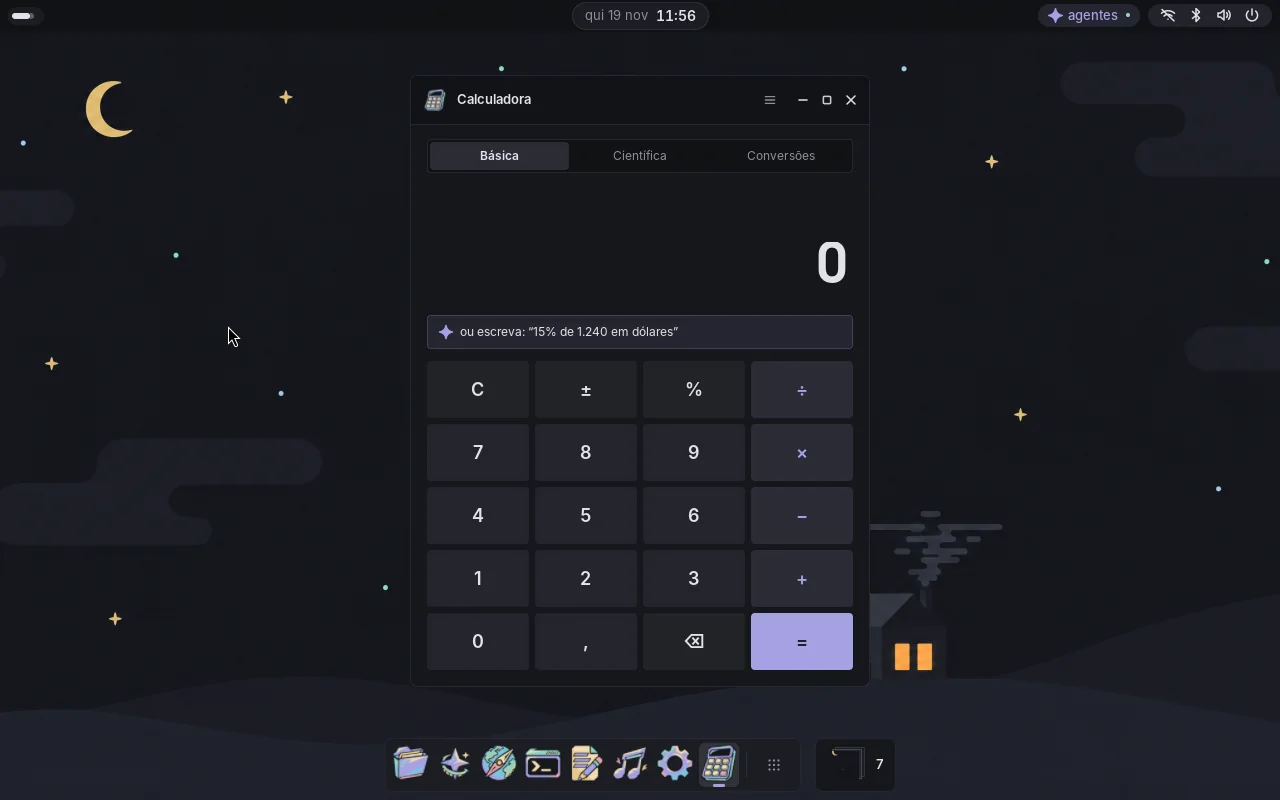 qui 19 nov 11:56
agentes
Calculadora
Básica Científica Conversões
0
ou escreva: “15% de 1.240 em dólares”
C ± % ÷
7 8 9 ×
4 5 6 −
1 2 3 +
0 , =
7